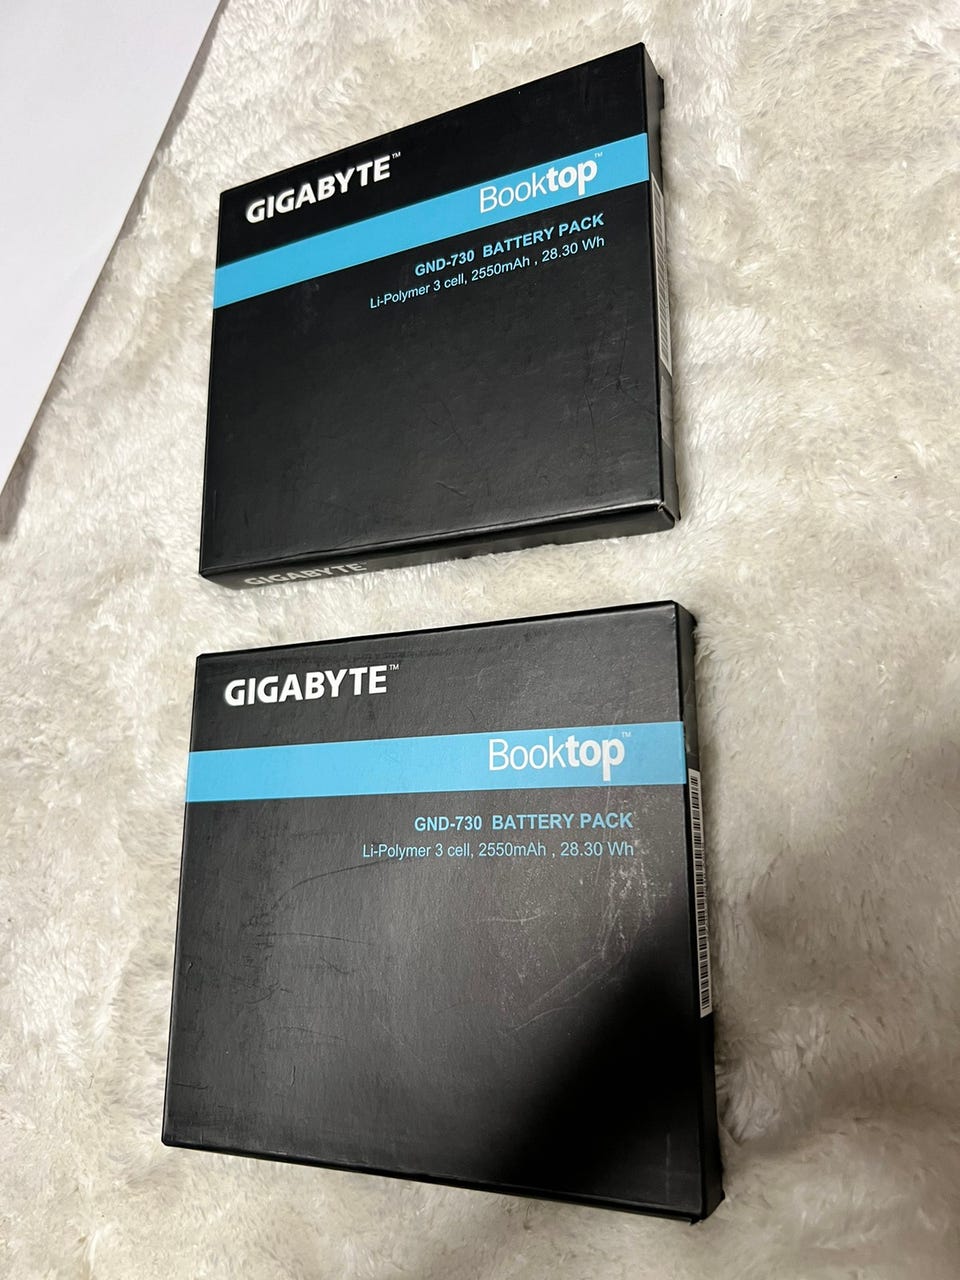 GIGABYTE™
Booktop™
GND-730 BATTERY PACK
Li-Polymer 3 cell, 2550mAh , 28.30 Wh
GIGABYTE™
GIGABYTE™
Booktop™
GND-730 BATTERY PACK
Li-Polymer 3 cell, 2550mAh , 28.30 Wh